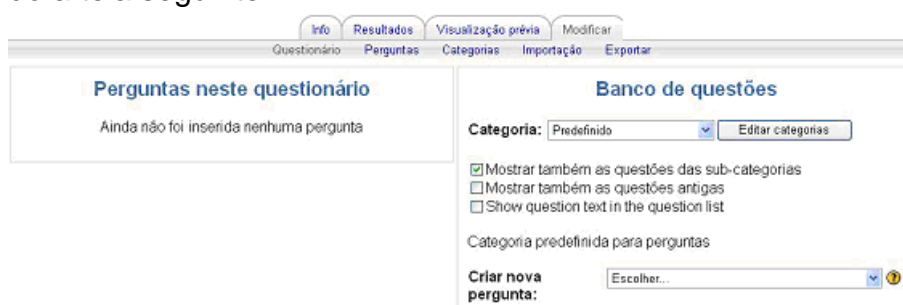 Info Resultados Visualização prévia Modificar
Questionário Perguntas Categorias Importação Exportar
Perguntas neste questionário
Ainda não foi inserida nenhuma pergunta
Banco de questões
Categoria: Predefinido Editar categorias
Mostrar também as questões das sub-categorias
Mostrar também as questões antigas
Show question text in the question list
Categoria predefinida para perguntas
Criar nova pergunta: Escolher...